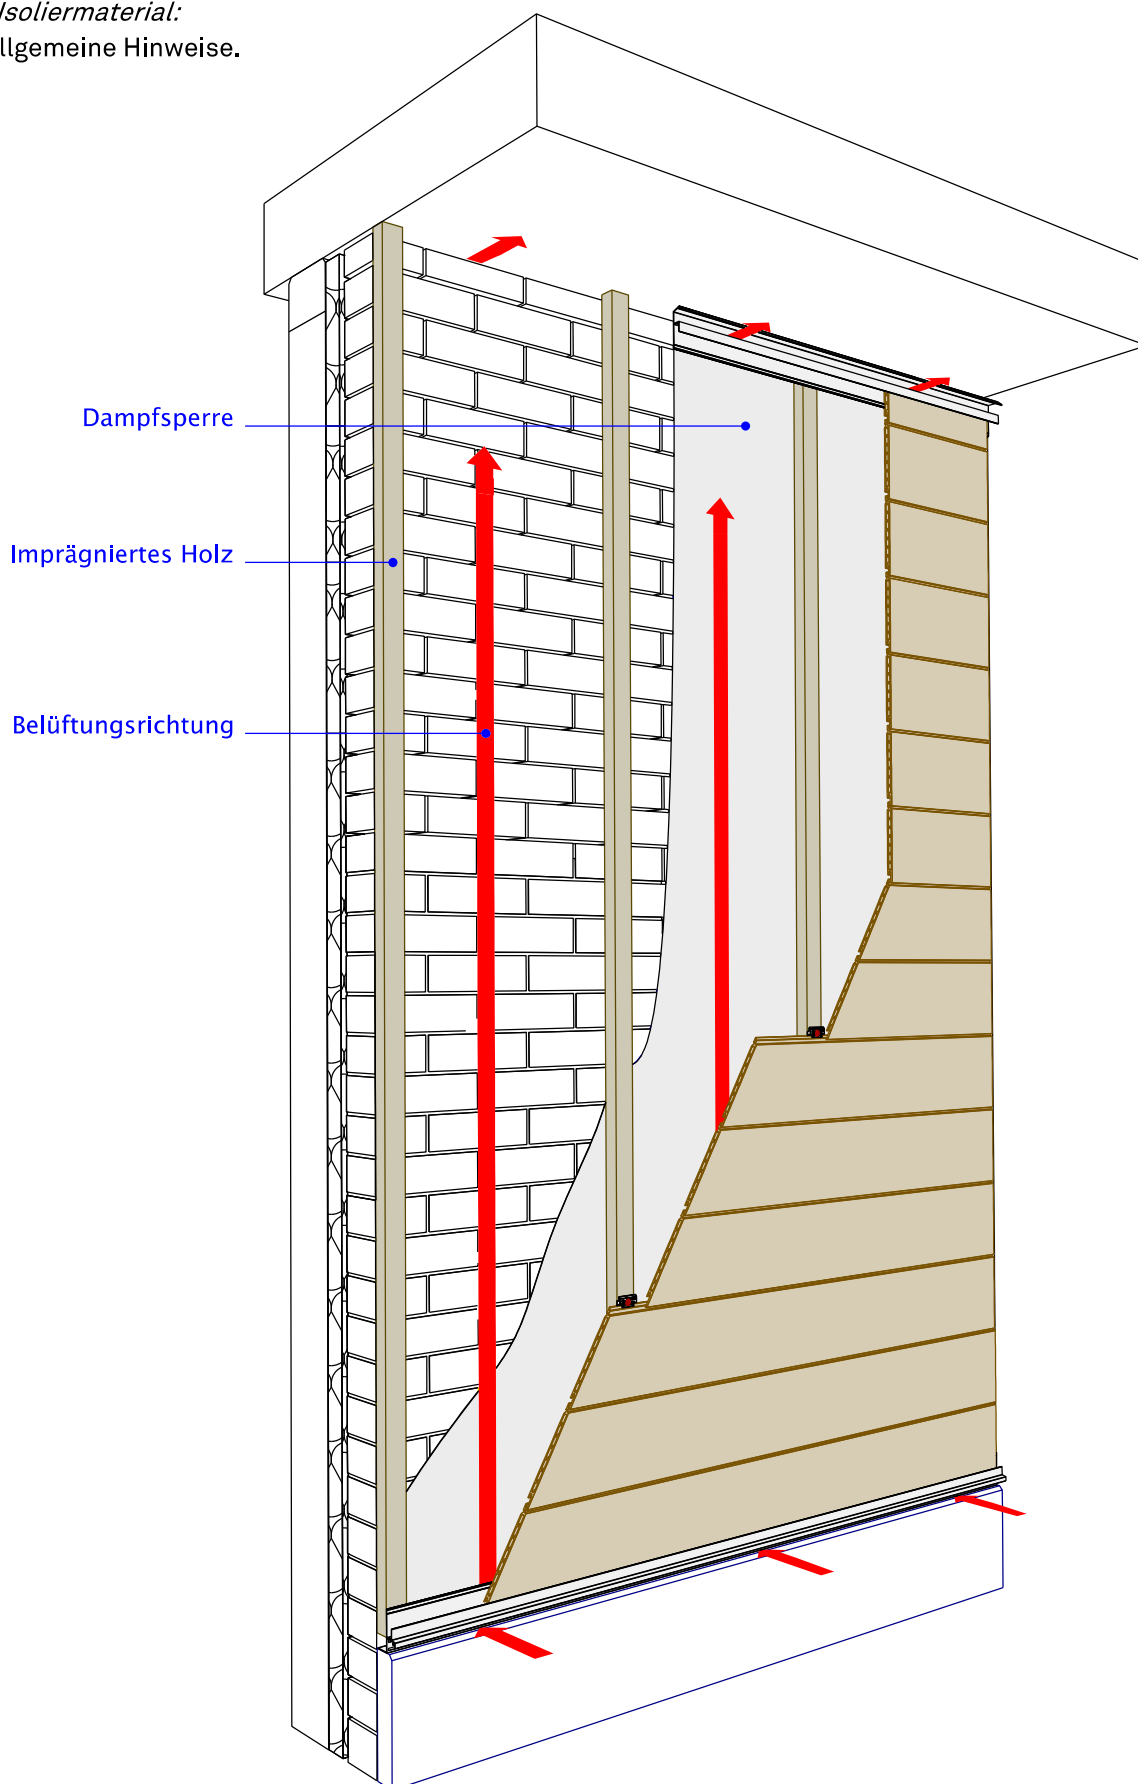 Isoliermaterial:
llgemeine Hinweise.
Dampfsperre
Imprägniertes Holz
Belüftungsrichtung